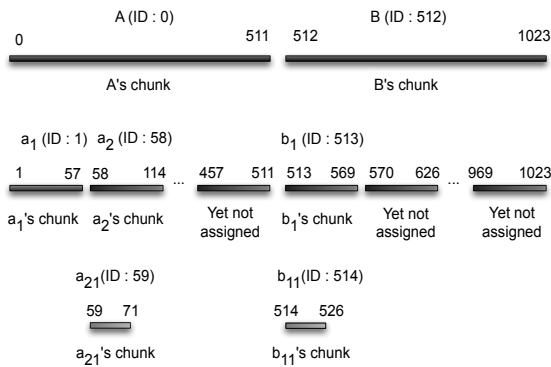 A (ID : 0) B (ID : 512)
0 511 512 1023
A's chunk B's chunk
a1 (ID : 1) a2 (ID : 58) b1 (ID : 513)
1 57 58 114 ... 457 511 513 569 570 626 ... 969 1023
a1's chunk a2's chunk Yet not assigned b1's chunk Yet not assigned Yet not assigned
a21(ID : 59) b11(ID : 514)
59 71 514 526
a21's chunk b11's chunk